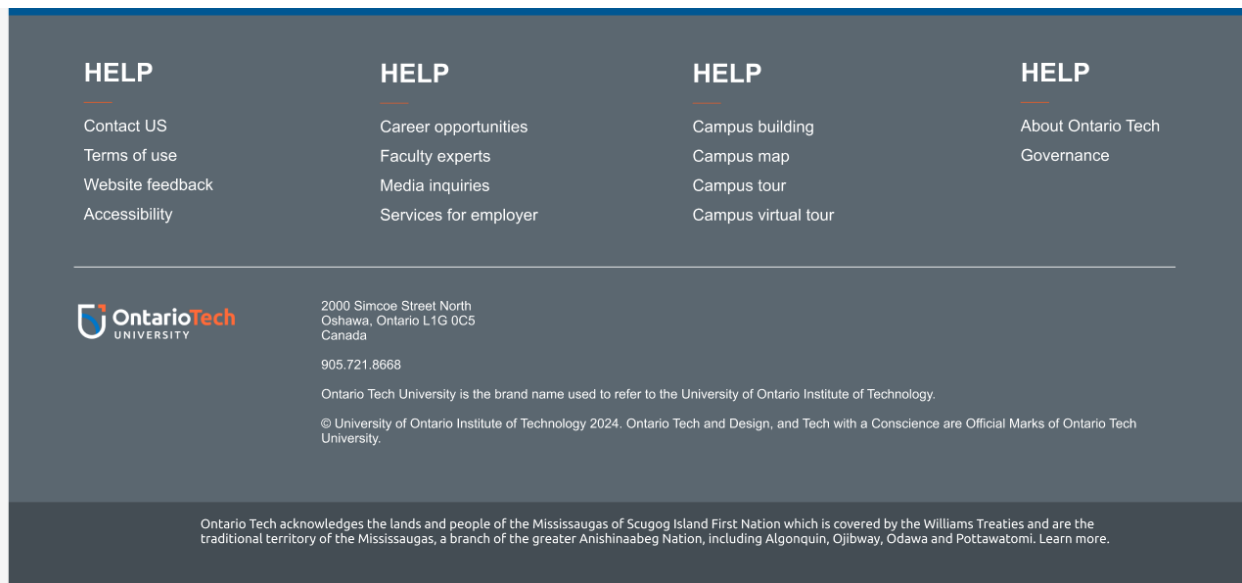 HELP
Contact US
Terms of use
Website feedback
Accessibility
HELP
Career opportunities
Faculty experts
Media inquiries
Services for employer
HELP
Campus building
Campus map
Campus tour
Campus virtual tour
HELP
About Ontario Tech
Governance
OntarioTech
UNIVERSITY
2000 Simcoe Street North
Oshawa, Ontario L1G 0C5
Canada
905.721.8668
Ontario Tech University is the brand name used to refer to the University of Ontario Institute of Technology.
© University of Ontario Institute of Technology 2024. Ontario Tech and Design, and Tech with a Conscience are Official Marks of Ontario Tech
University.
Ontario Tech acknowledges the lands and people of the Mississaugas of Scugog Island First Nation which is covered by the Williams Treaties and are the
traditional territory of the Mississaugas, a branch of the greater Anishinaabeg Nation, including Algonquin, Ojibway, Odawa and Pottawatomi. Learn more.